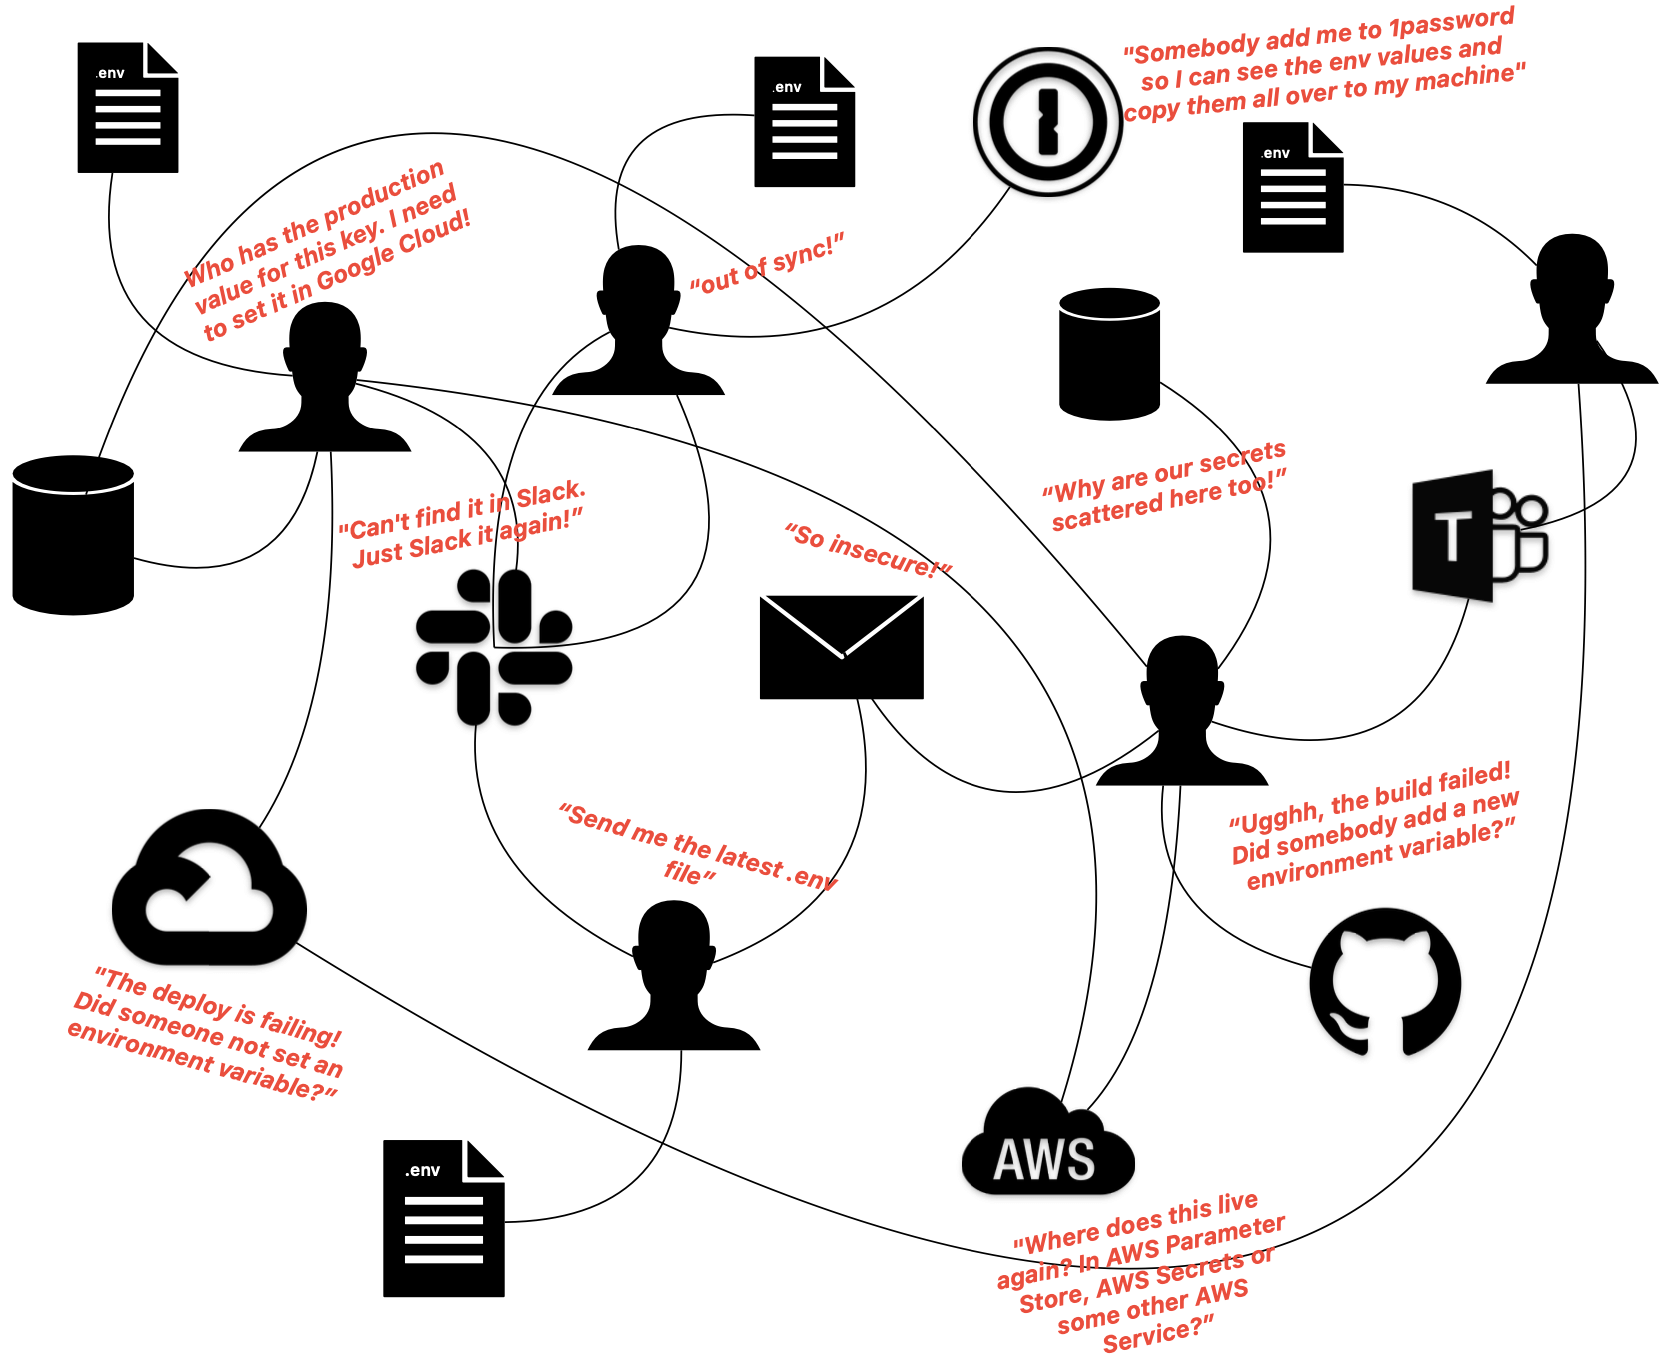 .env
.env
"Somebody add me to 1password
so I can see the env values and
copy them all over to my machine"
.env
Who has the production
value for this key. I need
to set it in Google Cloud!
“out of sync!”
“Why are our secrets
scattered here too!”
"Can't find it in Slack.
Just Slack it again!”
“So insecure!”
T
“Ugghh, the build failed!
Did somebody add a new
environment variable?”
“Send me the latest .env
file”
"The deploy is failing!
Did someone not set an
environment variable?”
.env
AWS
"Where does this live
again? In AWS Parameter
Store, AWS Secrets or
some other AWS
Service?”